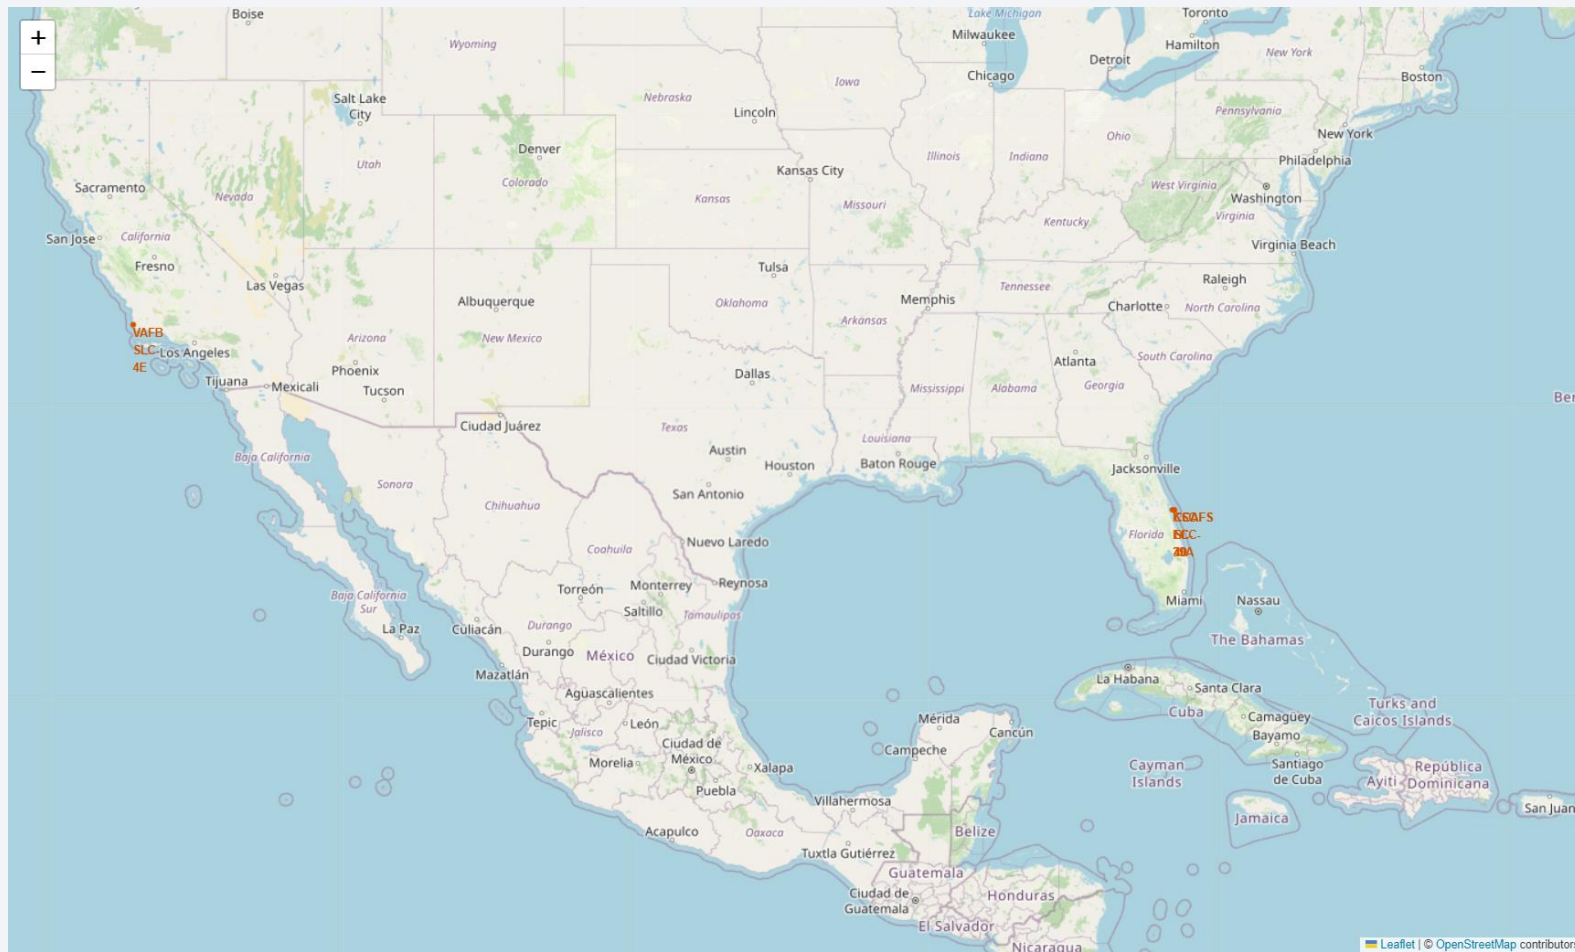 +
−
Boise
Wyoming
Lake Michigan
Milwaukee
Toronto
Hamilton
Detroit
New York
Boston
Chicago
Iowa
Salt Lake
City
Nebraska
Lincoln
Pennsylvania
New York
Ohio
Denver
Illinois
Indiana
Philadelphia
Utah
Colorado
Kansas City
Sacramento
Nevada
Kansas
Missouri
West Virginia
Washington
Virginia
Kentucky
San Jose
California
Virginia Beach
Fresno
Las Vegas
Tulsa
Raleigh
Tennessee
Albuquerque
Oklahoma
Memphis
Charlotte
North Carolina
Arkansas
VAFB
SLC-
4E
Los Angeles
Arizona
New Mexico
South Carolina
Atlanta
Phoenix
Dallas
Tijuana
Mexicali
Tucson
Mississippi
Alabama
Georgia
Ber
Ciudad Juárez
Texas
Louisiana
Austin
Houston
Baton Rouge
Jacksonville
Baja California
Sonora
San Antonio
Chihuahua
Florida
Nuevo Laredo
Coahuila
Torreón
Monterrey
Reynosa
Baja California
Sur
Saltillo
Tamaulipas
Miami
Nassau
La Paz
Culiacán
Durango
The Bahamas
Durango
México
Ciudad Victoria
Mazatlán
La Habana
Santa Clara
Aguascalientes
Cuba
Turks and
Caicos Islands
Tepic
León
Mérida
Camagüey
Jalisco
Cancún
Bayamo
Ciudad de
México
Campeche
Morelia
Xalapa
Cayman
Islands
Santiago
de Cuba
República
Dominicana
Ayiti
Puebla
Villahermosa
San Juan
Jamaica
Acapulco
Oaxaca
Belize
Tuxtla Gutiérrez
Guatemala
Ciudad de
Guatemala
Honduras
El Salvador
Nicaragua
Leaflet | © OpenStreetMap contributors